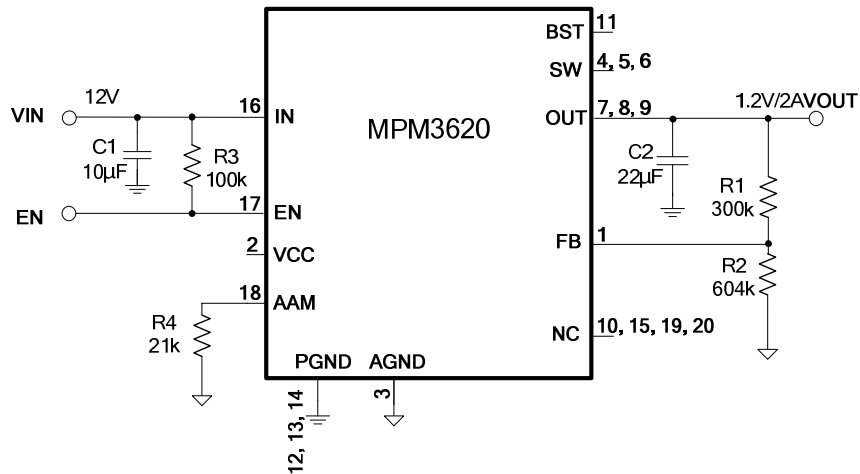 BST
11
SW
4, 5, 6
VIN
12V
16
IN
MPM3620
OUT
7, 8, 9
1.2V/2A VOUT
C1
10µF
R3
100k
C2
22µF
R1
300k
EN
17
EN
2
VCC
FB
1
R2
604k
18
AAM
R4
21k
NC
10, 15, 19, 20
PGND
AGND
12, 13, 14
3